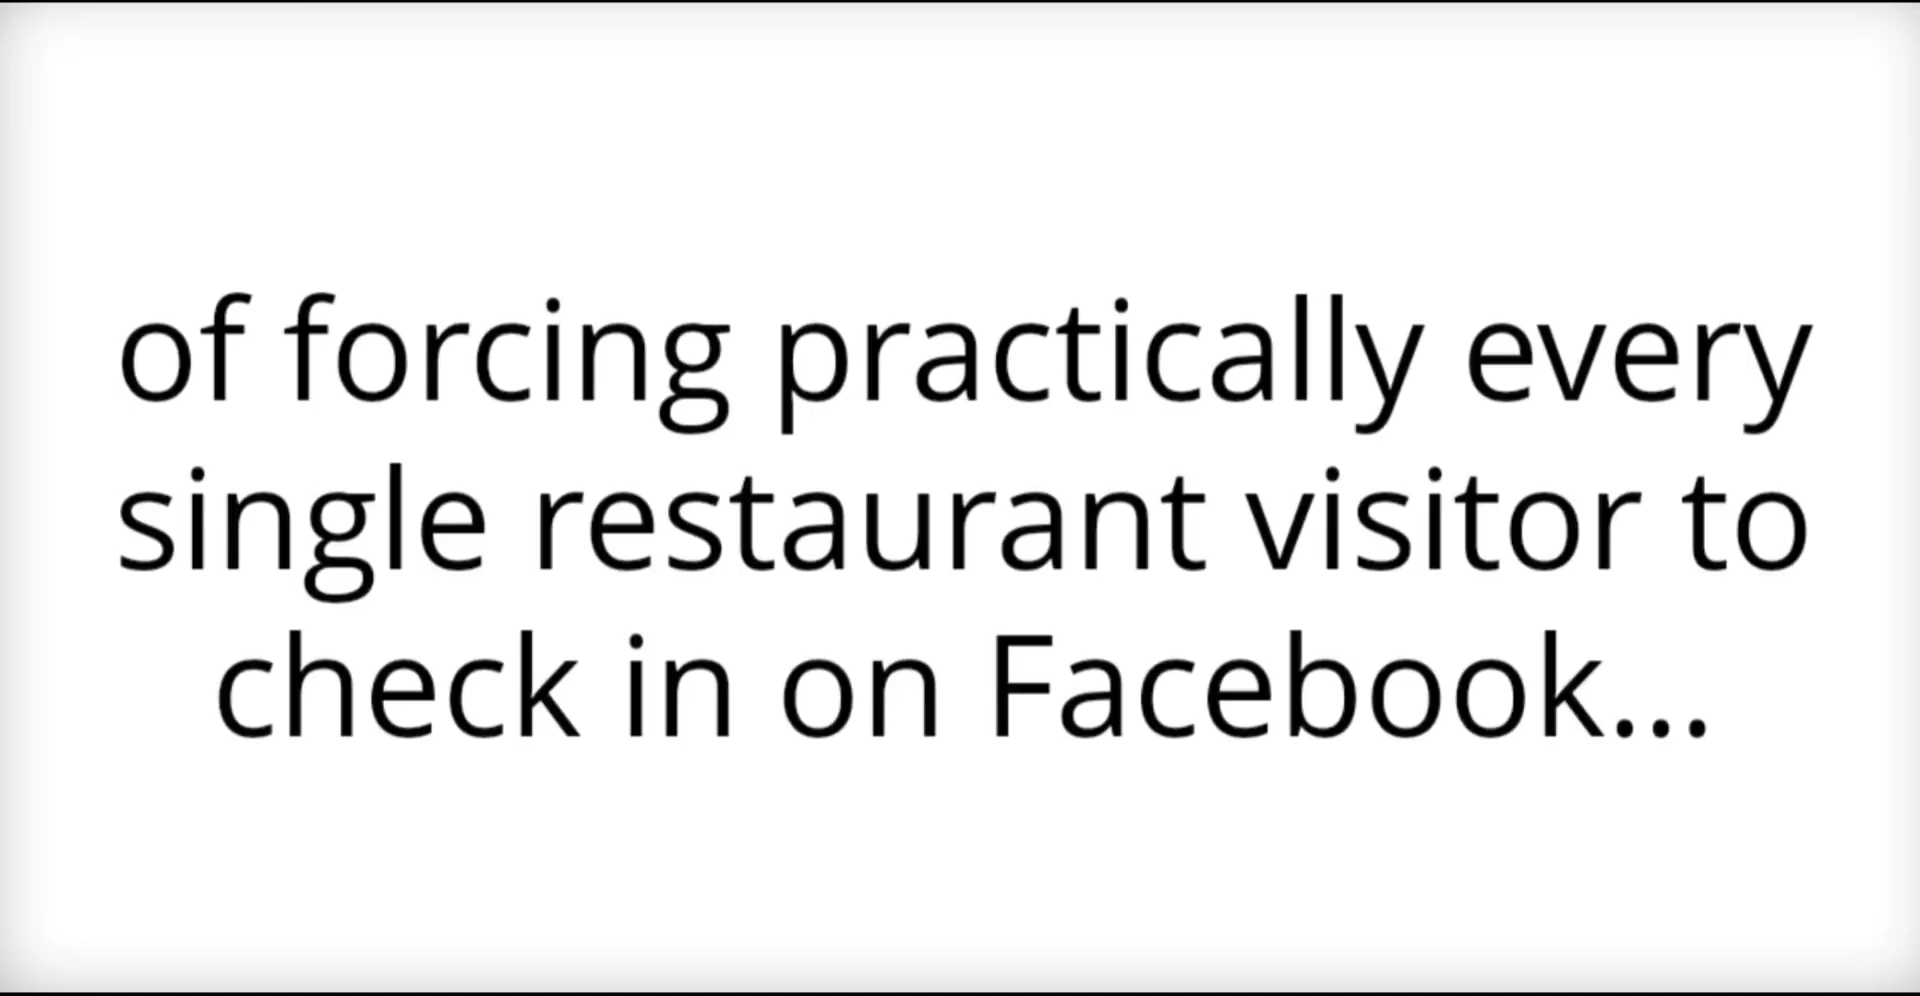 of forcing practically every
single restaurant visitor to
check in on Facebook...